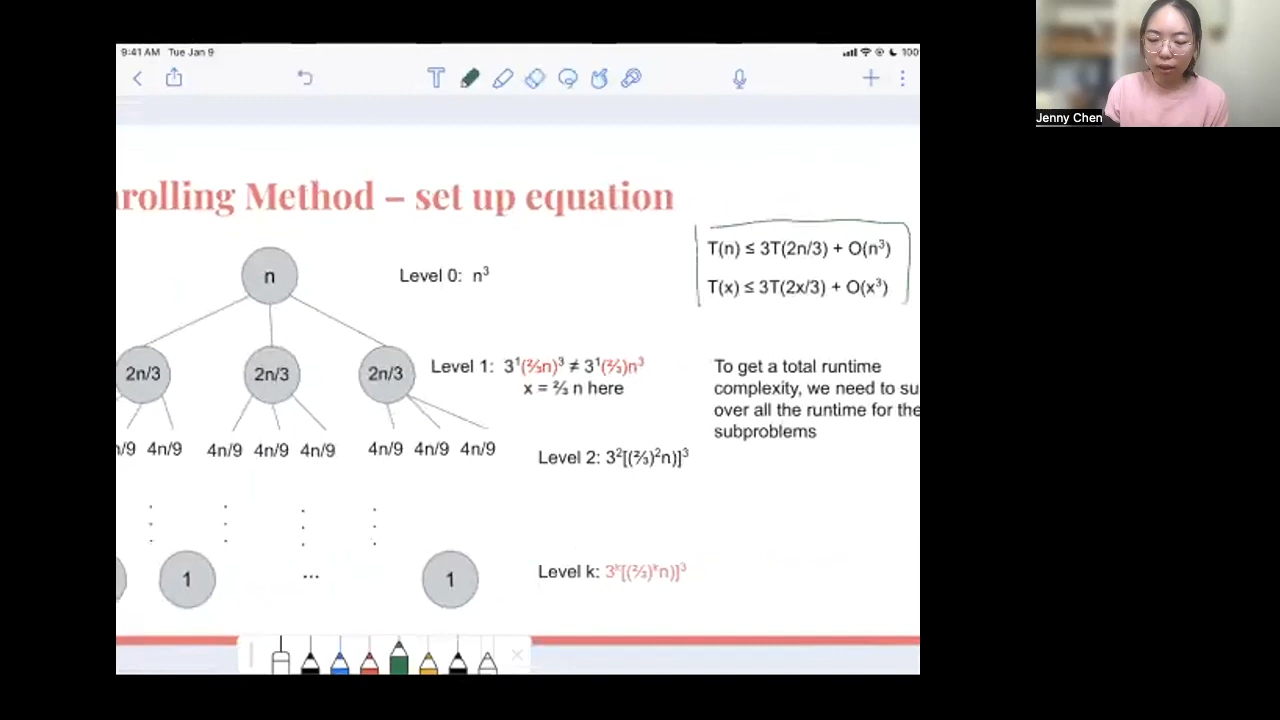 9:41 AM Tue Jan 9
100
Jenny Chen
nrolling Method – set up equation
T(n) ≤ 3T(2n/3) + O(n³)
T(x) ≤ 3T(2x/3) + O(x³)
n
Level 0: n³
2n/3 2n/3 2n/3
Level 1: 3¹(⅔n)³ ≠ 3¹(⅔)n³
x = ⅔ n here
To get a total runtime
complexity, we need to su
over all the runtime for the
subproblems
n/9 4n/9 4n/9 4n/9 4n/9 4n/9 4n/9 4n/9
Level 2: 3²[(⅔)²n)]³
1 ... 1
Level k: 3ᵏ[(⅔)ᵏn)]³